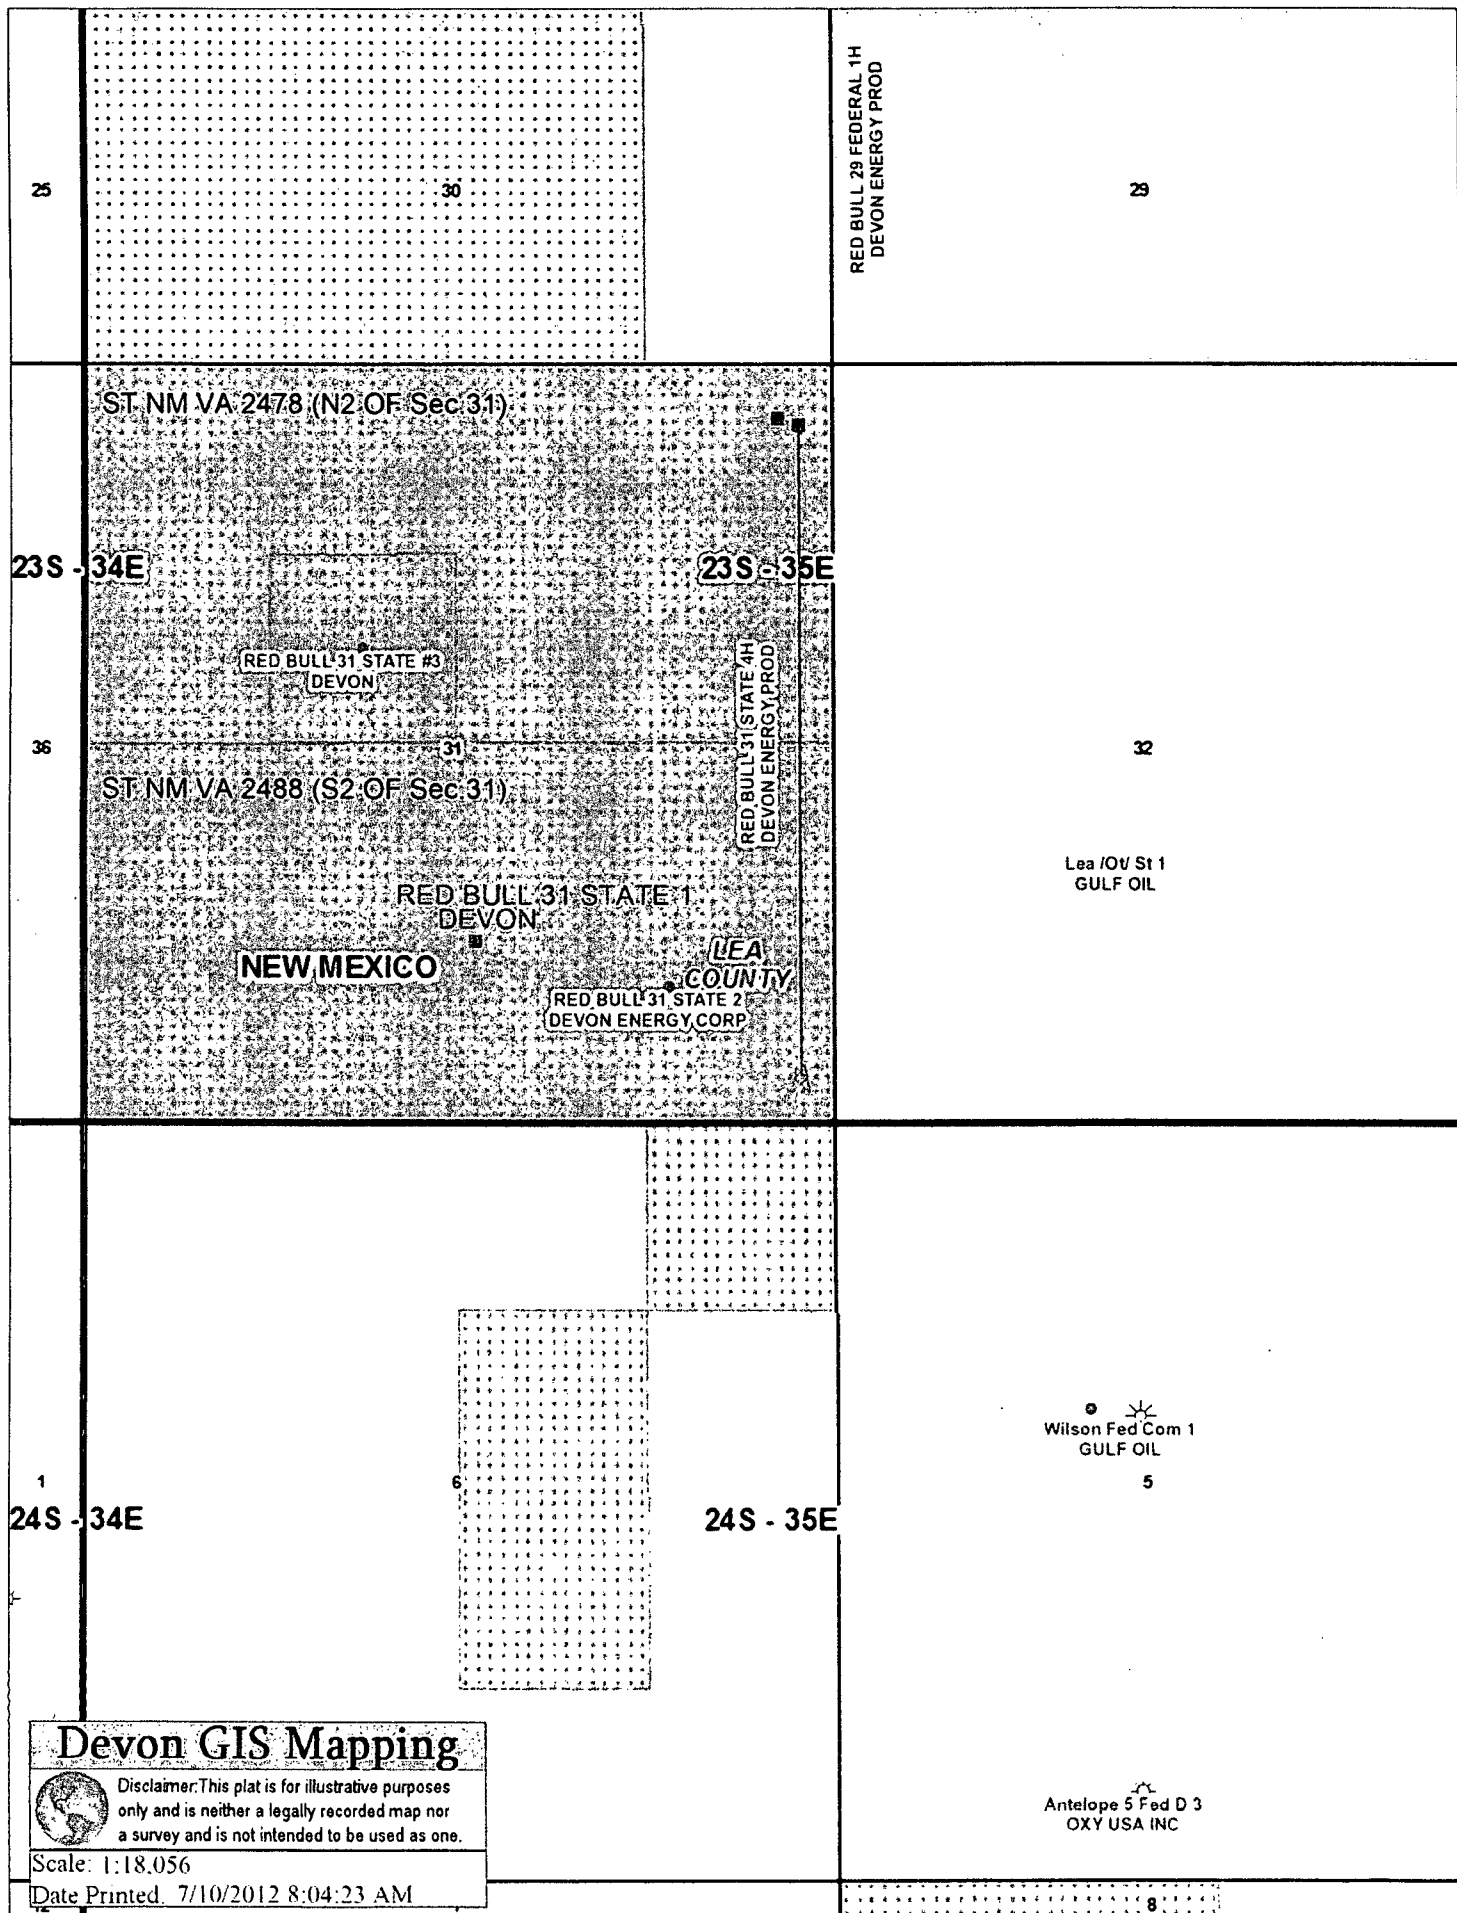 RED BULL 29 FEDERAL 1H
DEVON ENERGY PROD
25
30
29
ST NM VA 2478 (N2 OF Sec 31)
23S - 34E
23S - 35E
RED BULL 31 STATE #3
DEVON
RED BULL 31 STATE 4H
DEVON ENERGY PROD
36
31
32
ST NM VA 2488 (S2 OF Sec 31)
Lea /Ot/ St 1
GULF OIL
RED BULL 31 STATE 1
DEVON
NEW MEXICO
LEA
COUNTY
RED BULL 31 STATE 2
DEVON ENERGY CORP
Wilson Fed Com 1
GULF OIL
1
6
5
24S - 34E
24S - 35E
Devon GIS Mapping
Disclaimer: This plat is for illustrative purposes
only and is neither a legally recorded map nor
a survey and is not intended to be used as one.
Scale: 1:18,056
Date Printed. 7/10/2012 8:04:23 AM
Antelope 5 Fed D 3
OXY USA INC
12
8